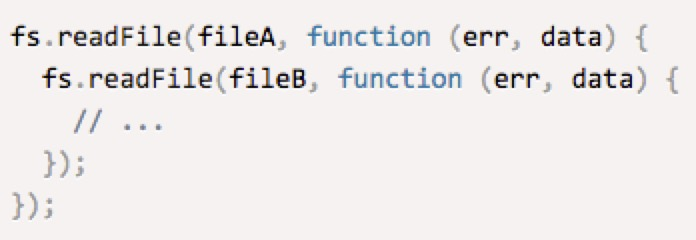 fs.readFile(fileA, function (err, data) {
  fs.readFile(fileB, function (err, data) {
    // ...
  });
});